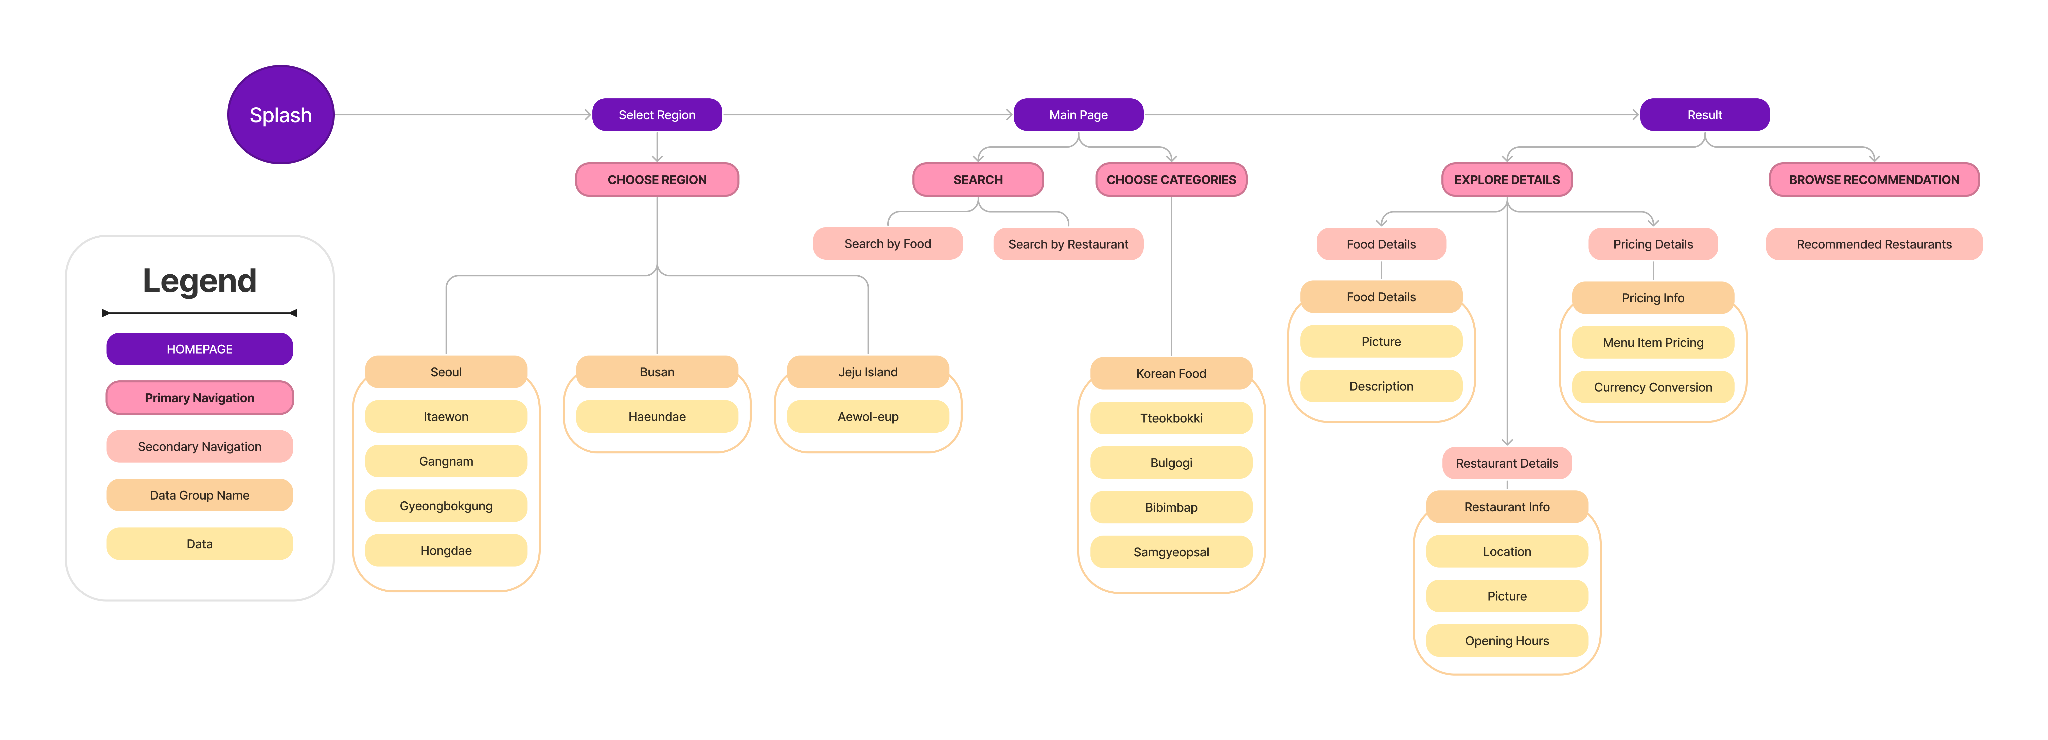 Splash
Select Region
Main Page
Result
CHOOSE REGION
SEARCH
CHOOSE CATEGORIES
EXPLORE DETAILS
BROWSE RECOMMENDATION
Search by Food
Search by Restaurant
Food Details
Pricing Details
Recommended Restaurants
Legend
HOMEPAGE
Primary Navigation
Secondary Navigation
Data Group Name
Data
Seoul
Itaewon
Gangnam
Gyeongbokgung
Hongdae
Busan
Haeundae
Jeju Island
Aewol-eup
Korean Food
Tteokbokki
Bulgogi
Bibimbap
Samgyeopsal
Food Details
Picture
Description
Pricing Info
Menu Item Pricing
Currency Conversion
Restaurant Details
Restaurant Info
Location
Picture
Opening Hours